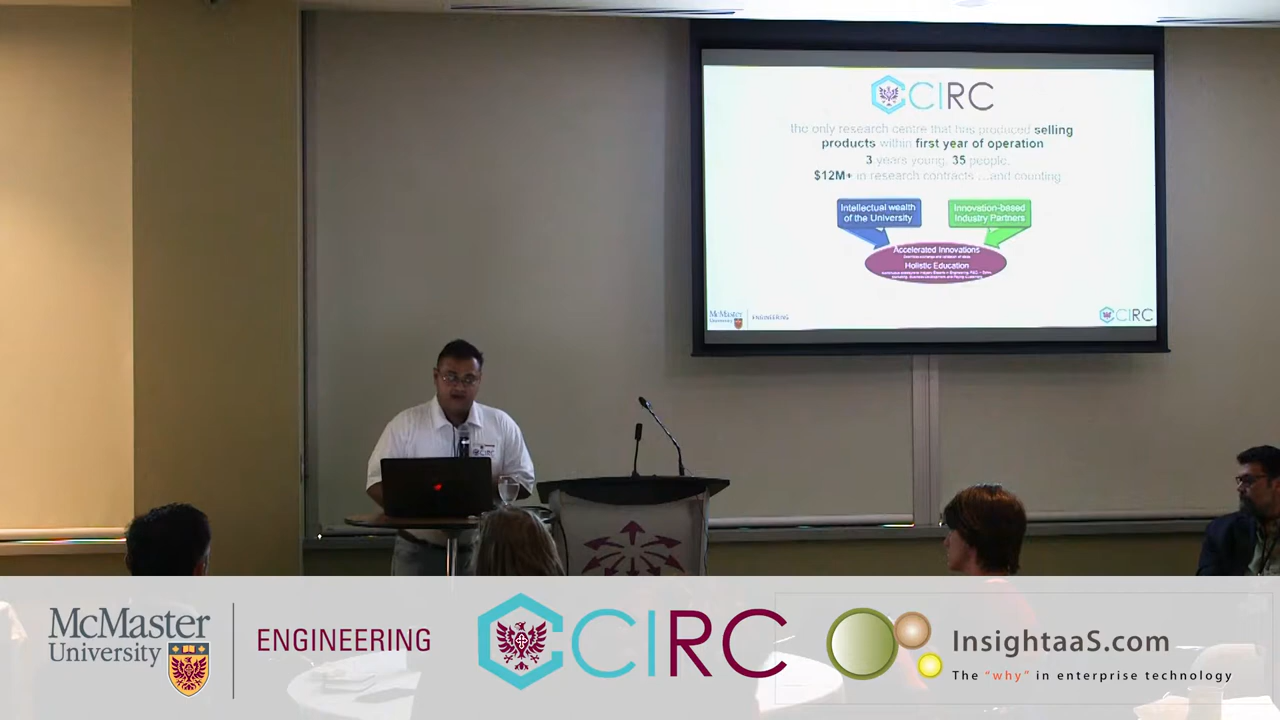 CIRC
the only research centre that has produced selling
products within first year of operation
3 years young, 35 people,
$12M+ in research contracts ...and counting
Intellectual wealth
of the University
Innovation-based
Industry Partners
Accelerated Innovations
Holistic Education
McMaster
University
ENGINEERING
CIRC
McMaster
University
ENGINEERING
CIRC
InsightaaS.com
The "why" in enterprise technology